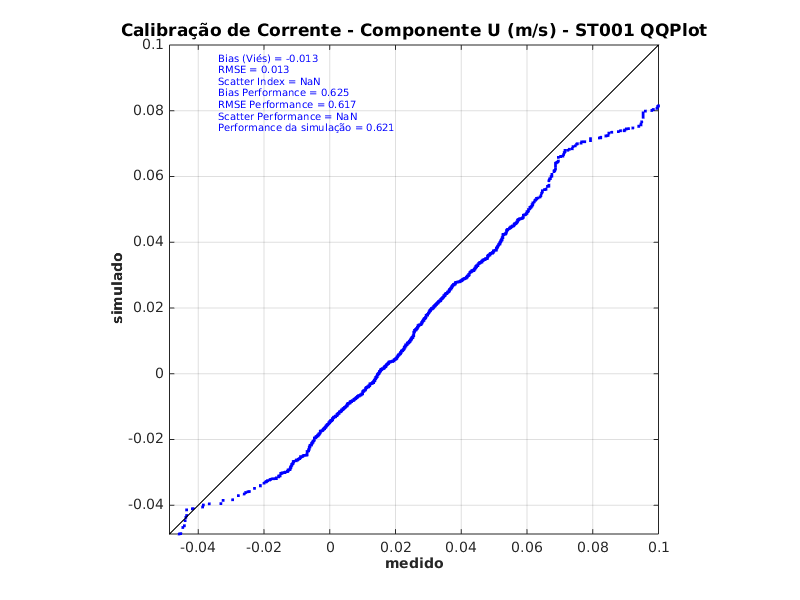 Calibração de Corrente - Componente U (m/s) - ST001 QQPlot
Bias (Viés) = -0.013
RMSE = 0.013
Scatter Index = NaN
Bias Performance = 0.625
RMSE Performance = 0.617
Scatter Performance = NaN
Performance da simulação = 0.621
0.1
0.08
0.06
0.04
0.02
0
-0.02
-0.04
simulado
-0.04 -0.02 0 0.02 0.04 0.06 0.08 0.1
medido